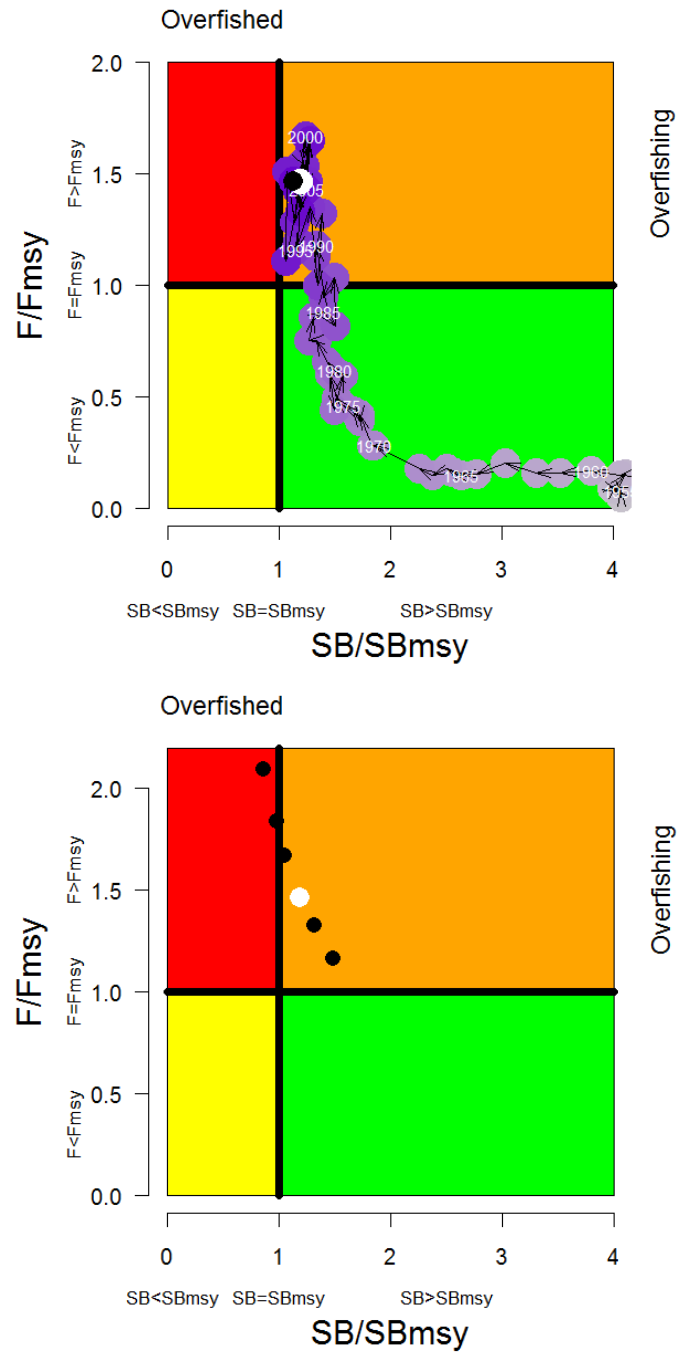 Overfished
2.0
1.5
1.0
0.5
0.0
F/Fmsy
F>Fmsy
F=Fmsy
F<Fmsy
Overfishing
2000
2005
1995
1990
1985
1980
1975
1970
1965
1960
0
1
2
3
4
SB<SBmsy SB=SBmsy SB>SBmsy
SB/SBmsy
Overfished
2.0
1.5
1.0
0.5
0.0
F/Fmsy
F>Fmsy
F=Fmsy
F<Fmsy
Overfishing
0
1
2
3
4
SB<SBmsy SB=SBmsy SB>SBmsy
SB/SBmsy